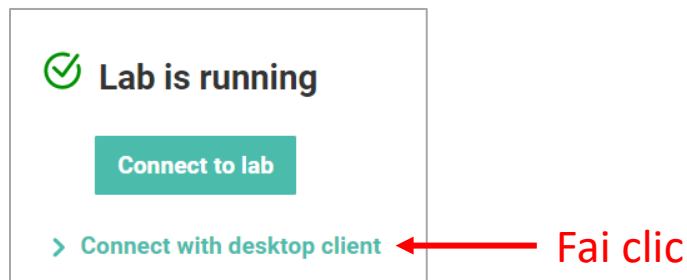 Lab is running
Connect to lab
Connect with desktop client
Fai clic